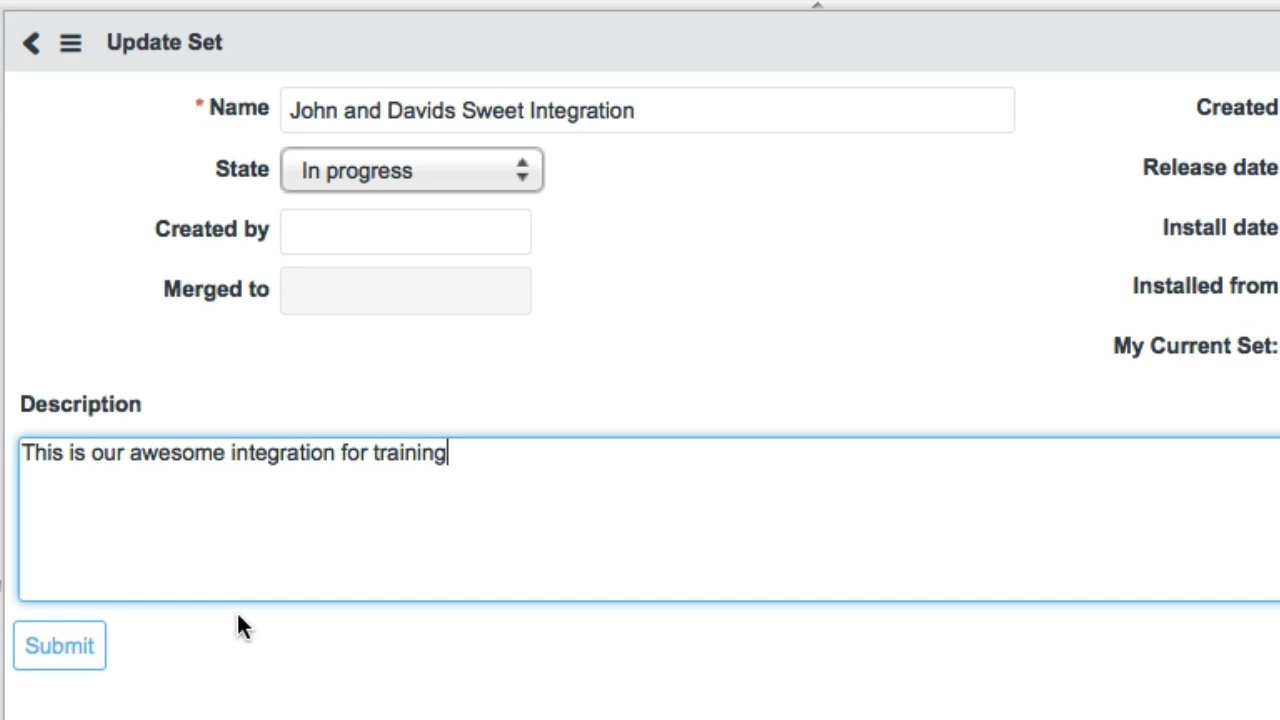 Update Set
* Name John and Davids Sweet Integration Created
State In progress Release date
Created by Install date
Merged to Installed from
My Current Set:
Description
This is our awesome integration for training
Submit